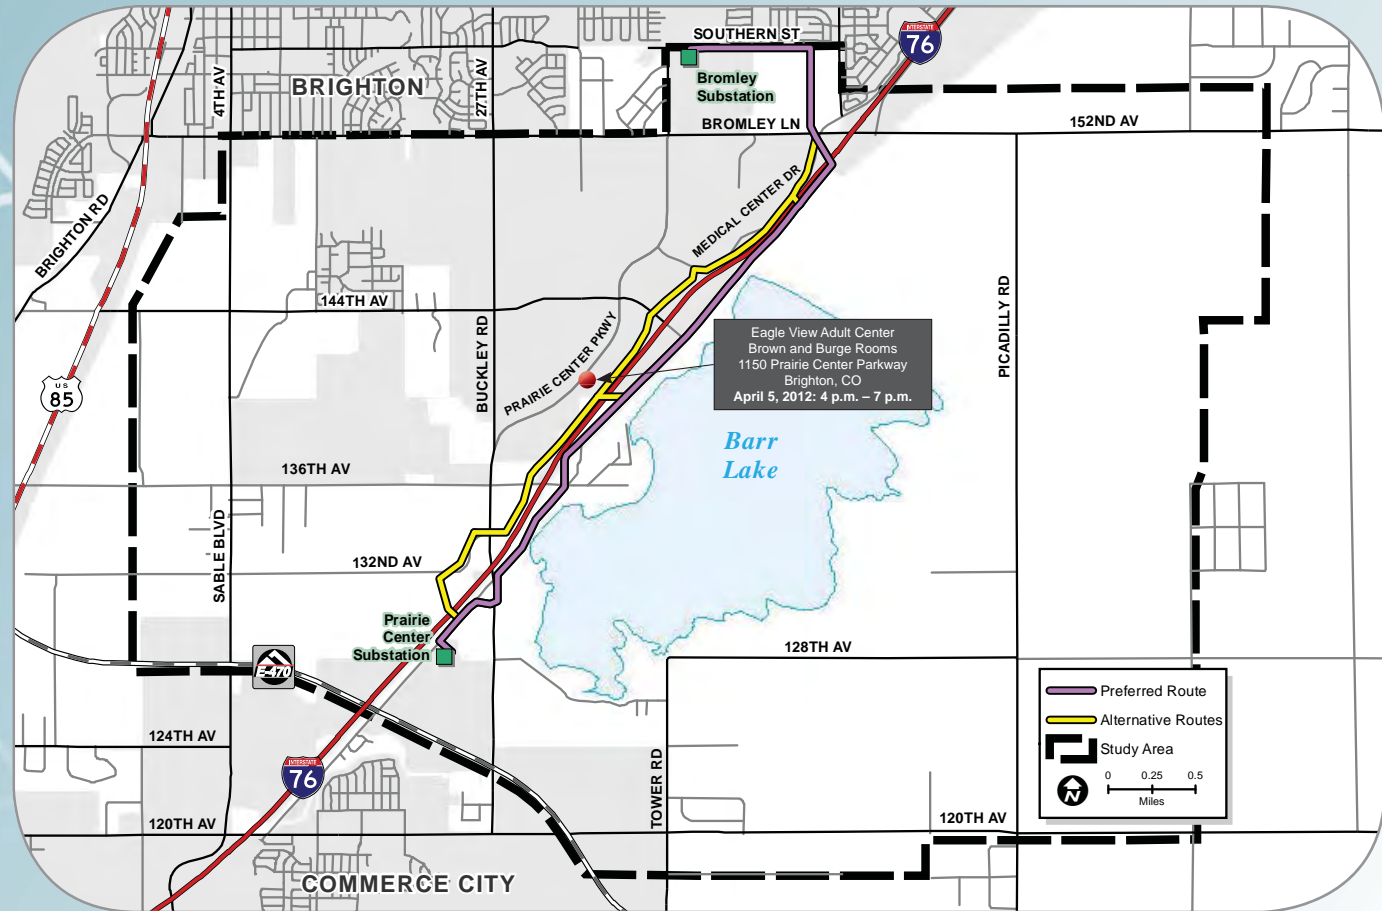 SOUTHERN ST
INTERSTATE
76
4TH AV
BRIGHTON
27TH AV
Bromley
Substation
BROMLEY LN
152ND AV
BRIGHTON RD
MEDICAL CENTER DR
144TH AV
PICADILLY RD
BUCKLEY RD
PRAIRIE CENTER PKWY
Eagle View Adult Center
Brown and Burge Rooms
1150 Prairie Center Parkway
Brighton, CO
April 5, 2012: 4 p.m. – 7 p.m.
U S
85
Barr
Lake
136TH AV
SABLE BLVD
132ND AV
Prairie
Center
Substation
128TH AV
E-470
Preferred Route
Alternative Routes
Study Area
N
0 0.25 0.5
Miles
124TH AV
INTERSTATE
76
TOWER RD
120TH AV
120TH AV
COMMERCE CITY